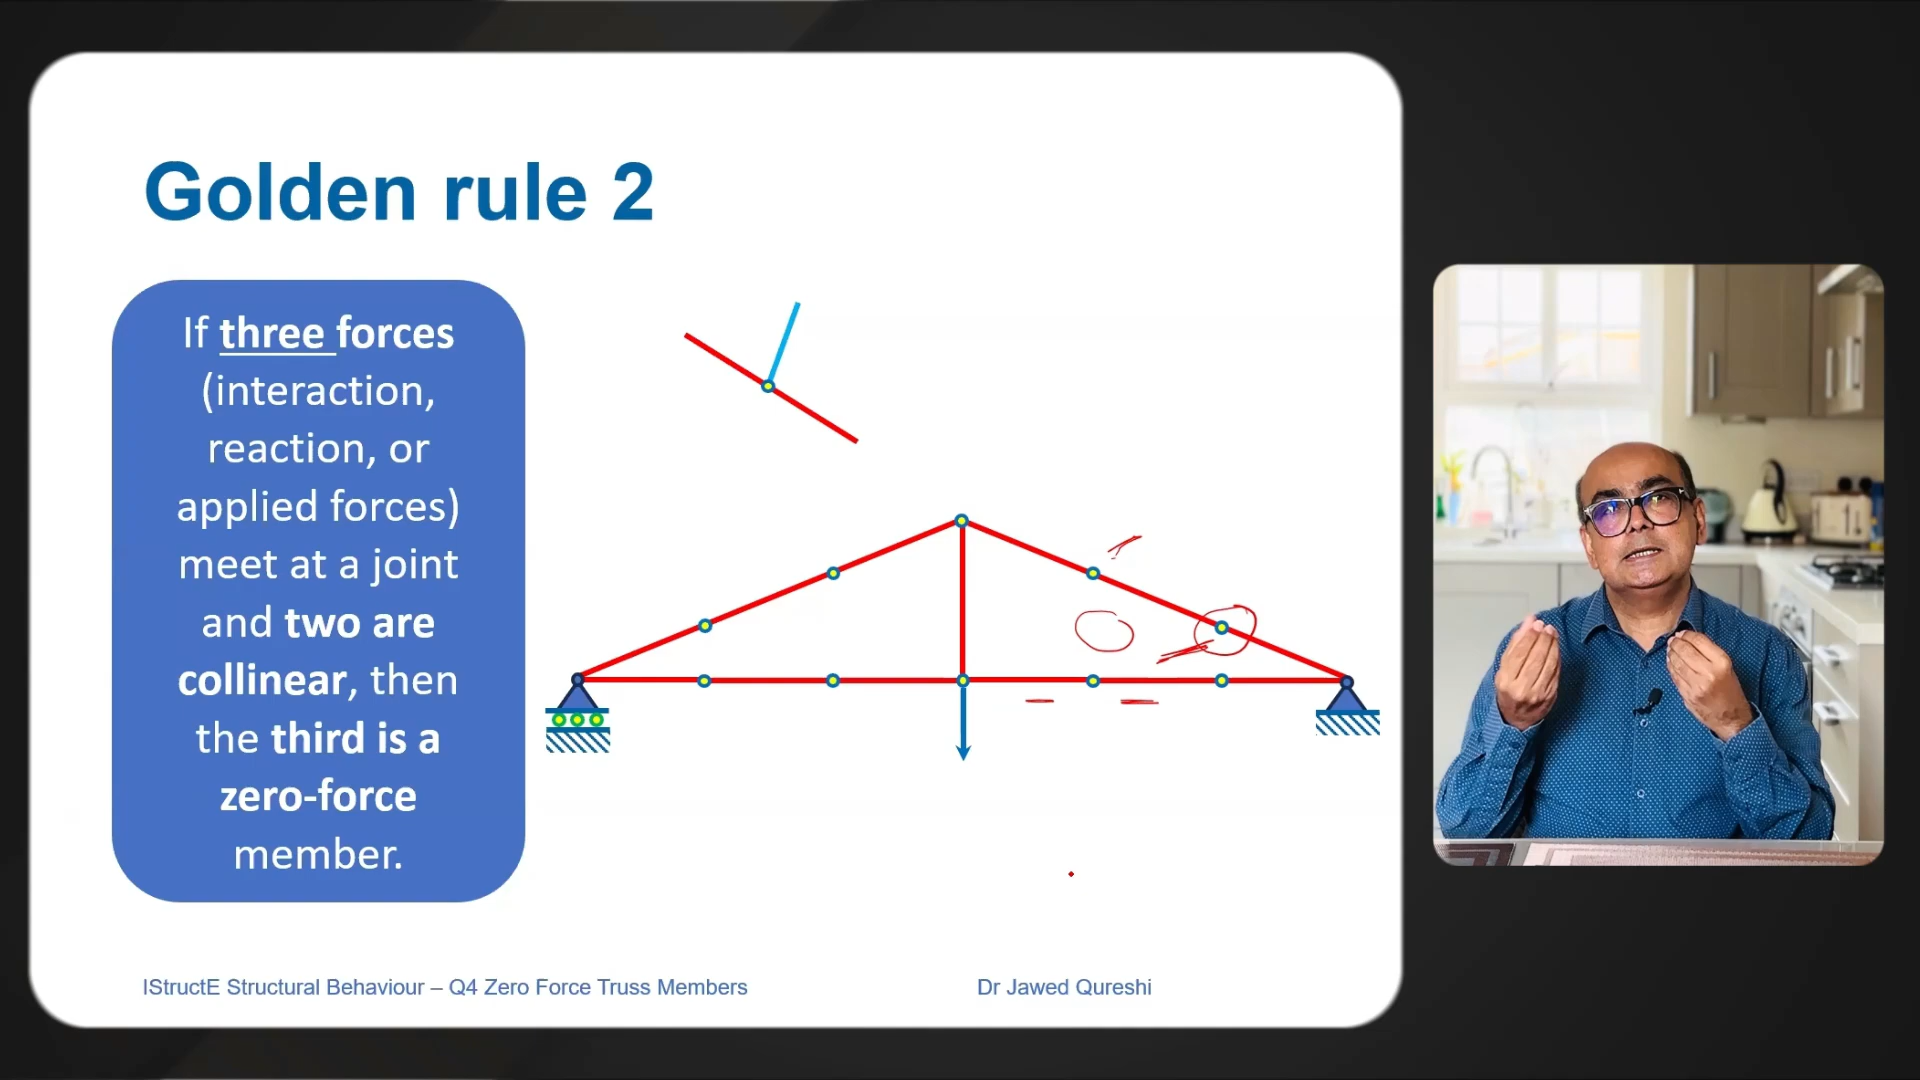 Golden rule 2
If three forces
(interaction,
reaction, or
applied forces)
meet at a joint
and two are
collinear, then
the third is a
zero-force
member.
IStructE Structural Behaviour – Q4 Zero Force Truss Members
Dr Jawed Qureshi